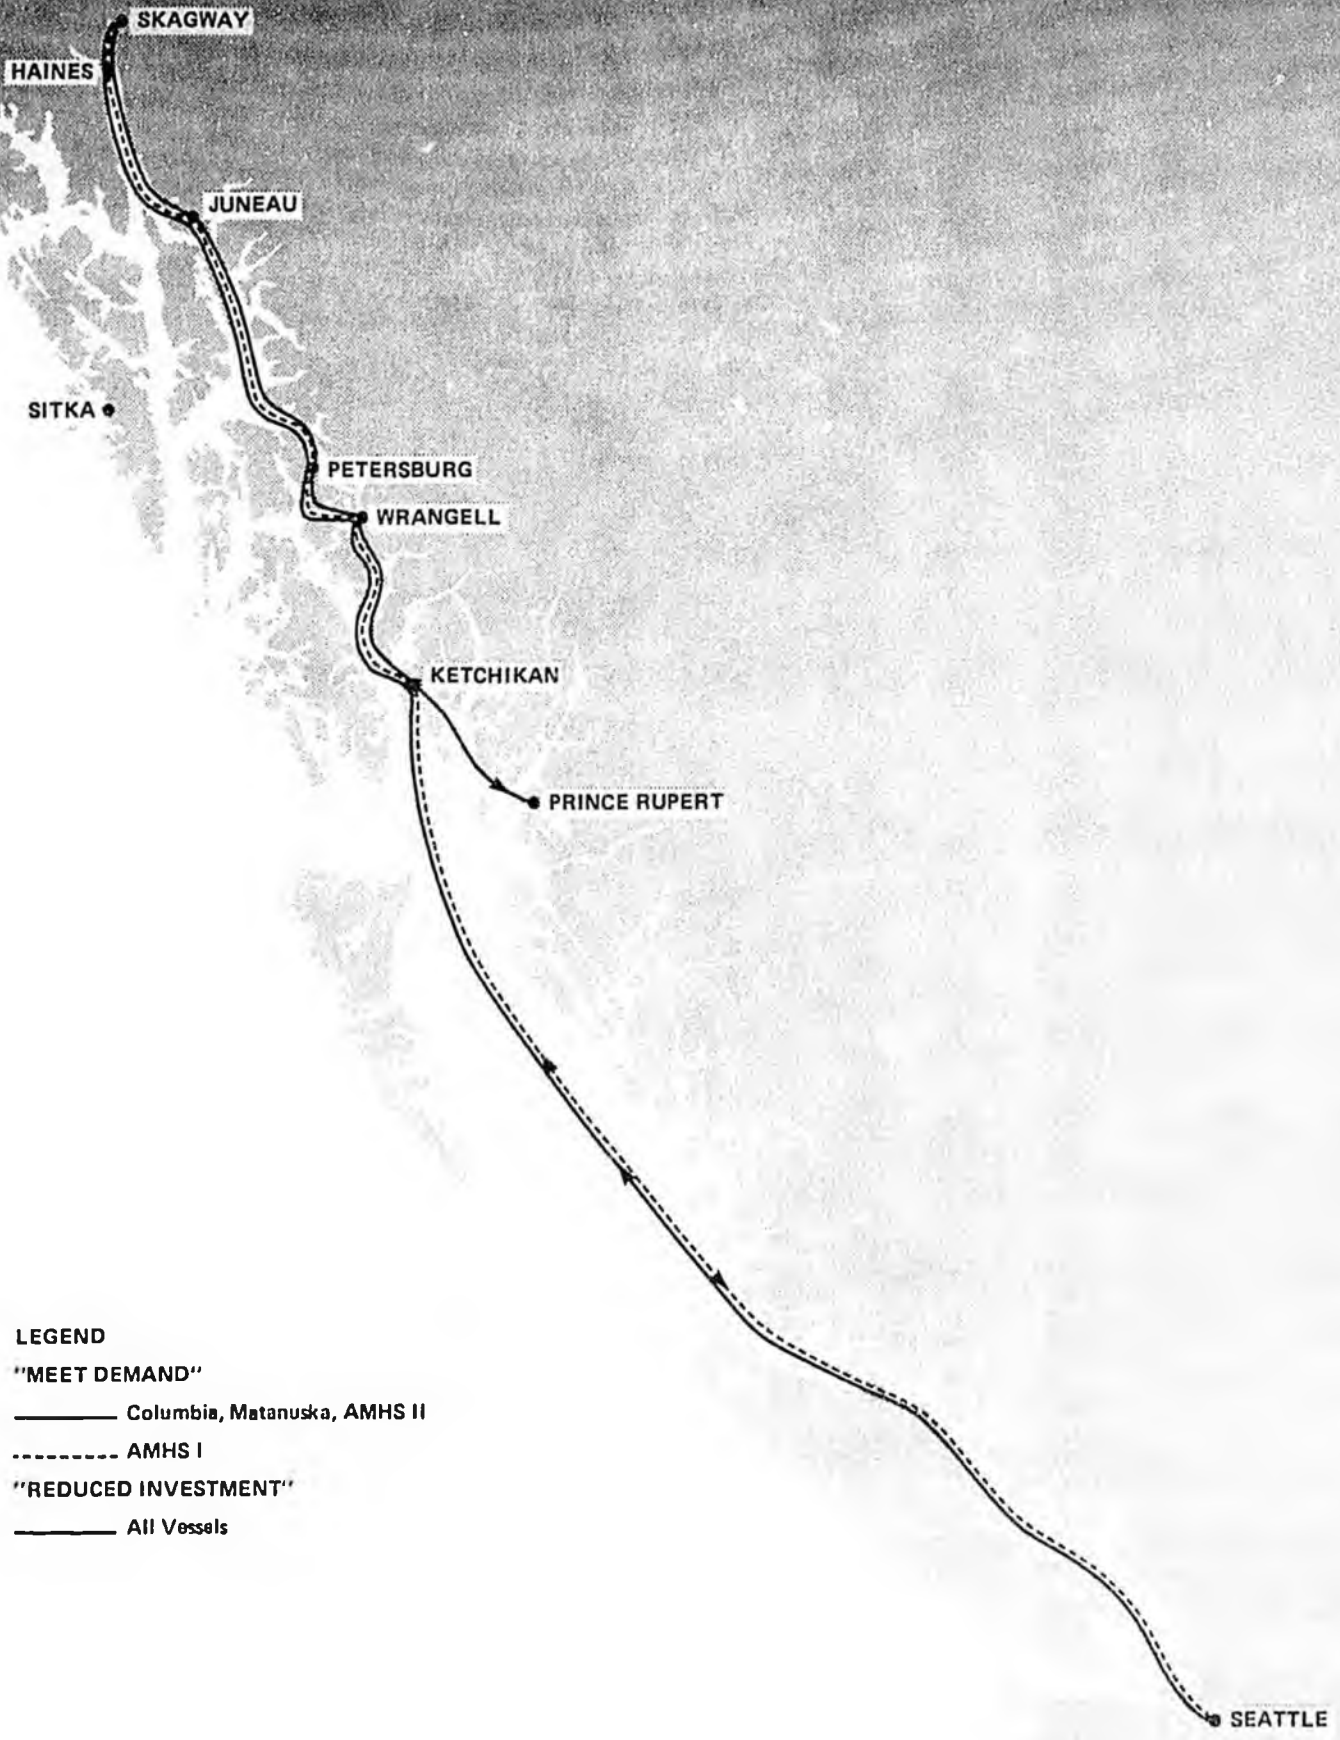 SKAGWAY
HAINES
JUNEAU
SITKA
PETERSBURG
WRANGELL
KETCHIKAN
PRINCE RUPERT
LEGEND
"MEET DEMAND"
Columbia, Matanuska, AMHS II
AMHS I
"REDUCED INVESTMENT"
All Vessels
SEATTLE